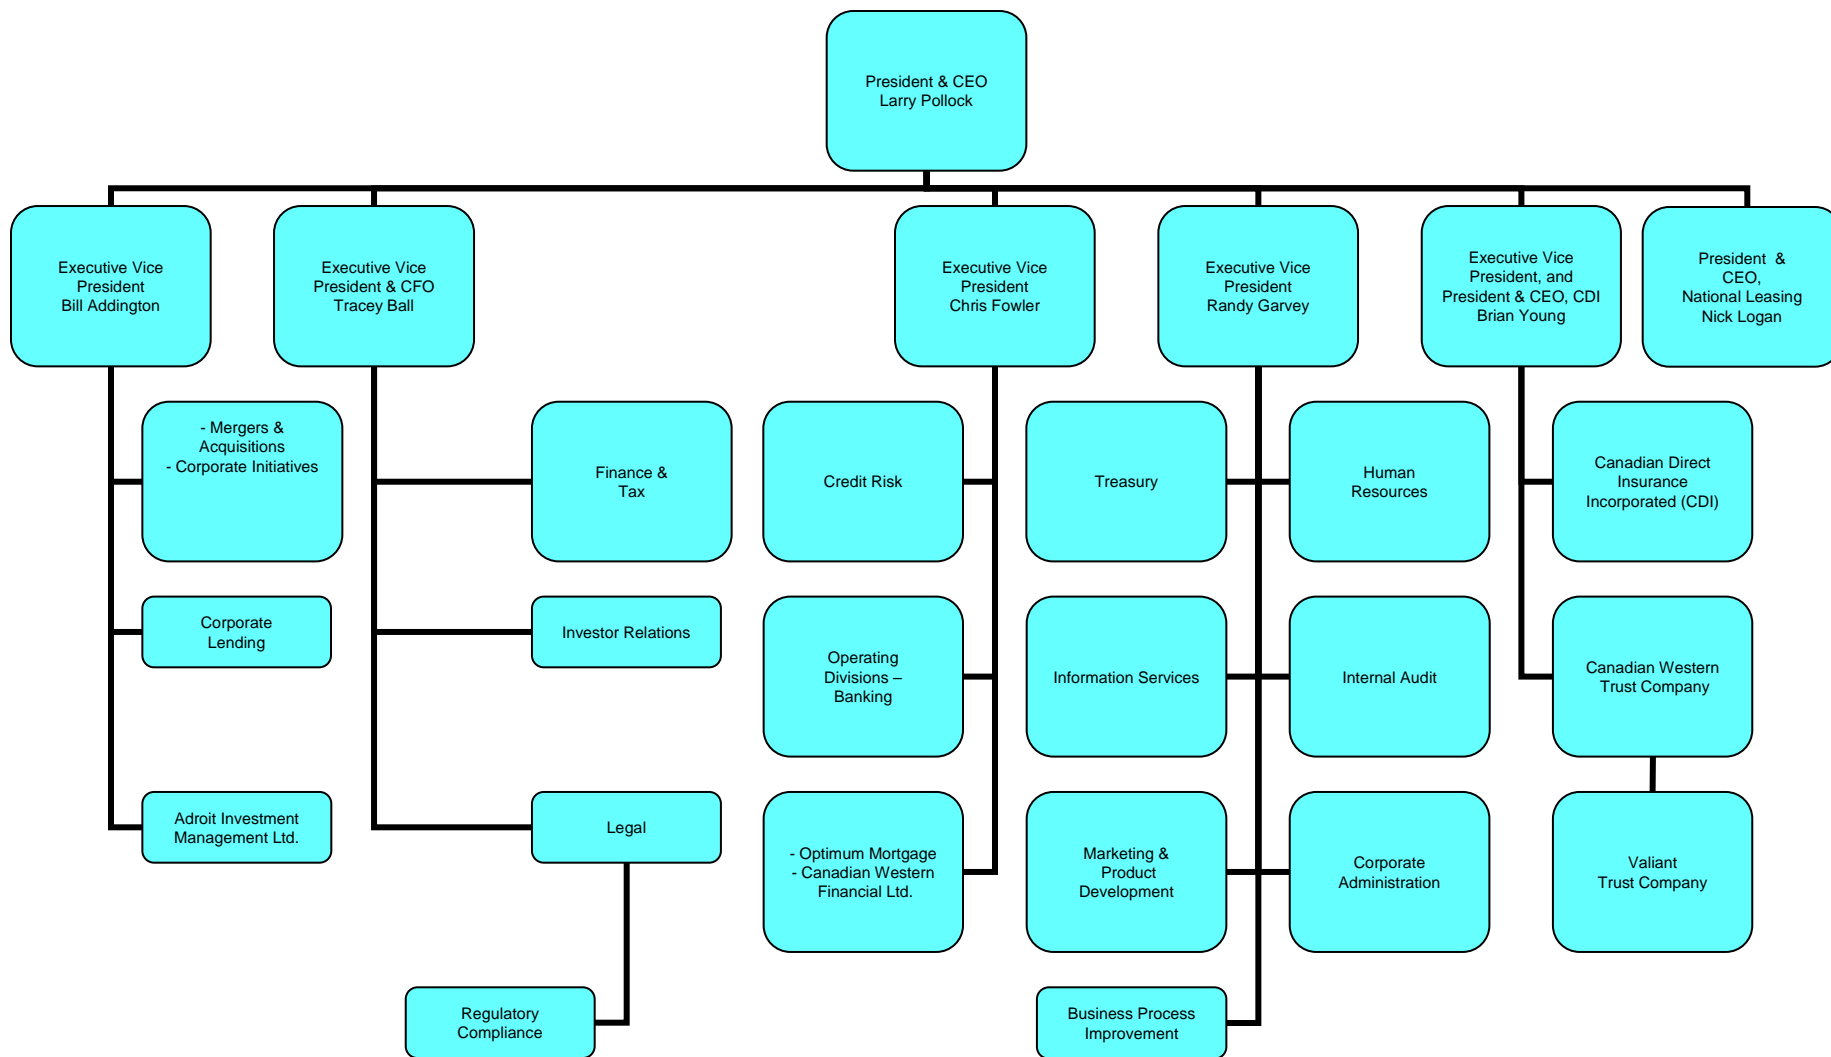 President & CEO
Larry Pollock
Executive Vice
President
Bill Addington
Executive Vice
President & CFO
Tracey Ball
Executive Vice
President
Chris Fowler
Executive Vice
President
Randy Garvey
Executive Vice
President, and
President & CEO, CDI
Brian Young
President &
CEO,
National Leasing
Nick Logan
- Mergers &
Acquisitions
- Corporate Initiatives
Finance &
Tax
Credit Risk
Treasury
Human
Resources
Canadian Direct
Insurance
Incorporated (CDI)
Corporate
Lending
Investor Relations
Operating
Divisions –
Banking
Information Services
Internal Audit
Canadian Western
Trust Company
Adroit Investment
Management Ltd.
Legal
- Optimum Mortgage
- Canadian Western
Financial Ltd.
Marketing &
Product
Development
Corporate
Administration
Valiant
Trust Company
Regulatory
Compliance
Business Process
Improvement